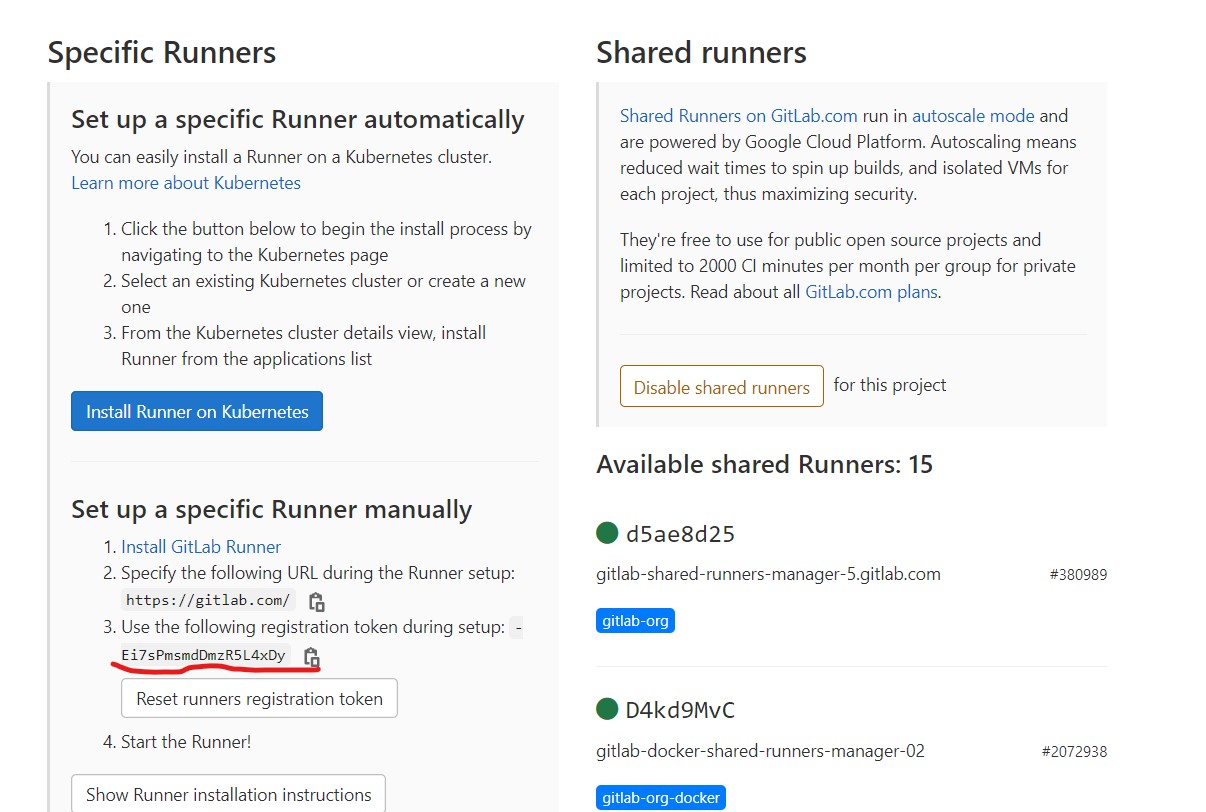 Specific Runners
Set up a specific Runner automatically
You can easily install a Runner on a Kubernetes cluster.
Learn more about Kubernetes
1. Click the button below to begin the install process by
navigating to the Kubernetes page
2. Select an existing Kubernetes cluster or create a new
one
3. From the Kubernetes cluster details view, install
Runner from the applications list
Install Runner on Kubernetes
Set up a specific Runner manually
1. Install GitLab Runner
2. Specify the following URL during the Runner setup:
https://gitlab.com/
3. Use the following registration token during setup: -
Ei7sPmsmdDmzR5L4xDy
Reset runners registration token
4. Start the Runner!
Show Runner installation instructions
Shared runners
Shared Runners on GitLab.com run in autoscale mode and
are powered by Google Cloud Platform. Autoscaling means
reduced wait times to spin up builds, and isolated VMs for
each project, thus maximizing security.
They're free to use for public open source projects and
limited to 2000 CI minutes per month per group for private
projects. Read about all GitLab.com plans.
Disable shared runners for this project
Available shared Runners: 15
d5ae8d25
gitlab-shared-runners-manager-5.gitlab.com #380989
gitlab-org
D4kd9MvC
gitlab-docker-shared-runners-manager-02 #2072938
gitlab-org-docker